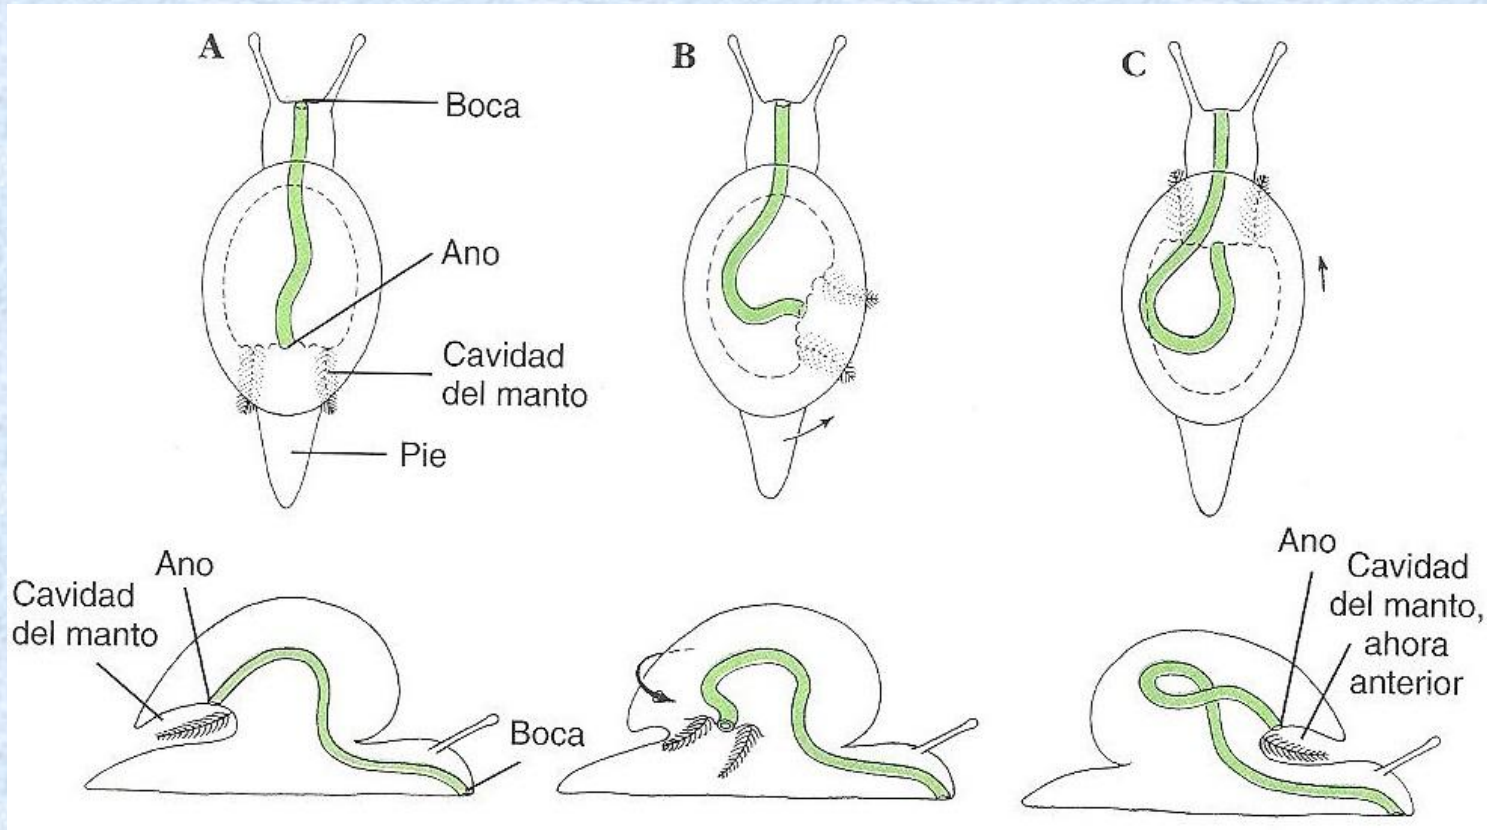 A
B
C
Boca
Ano
Cavidad
del manto
Pie
Ano
Cavidad
del manto
Boca
Ano
Cavidad
del manto,
ahora
anterior